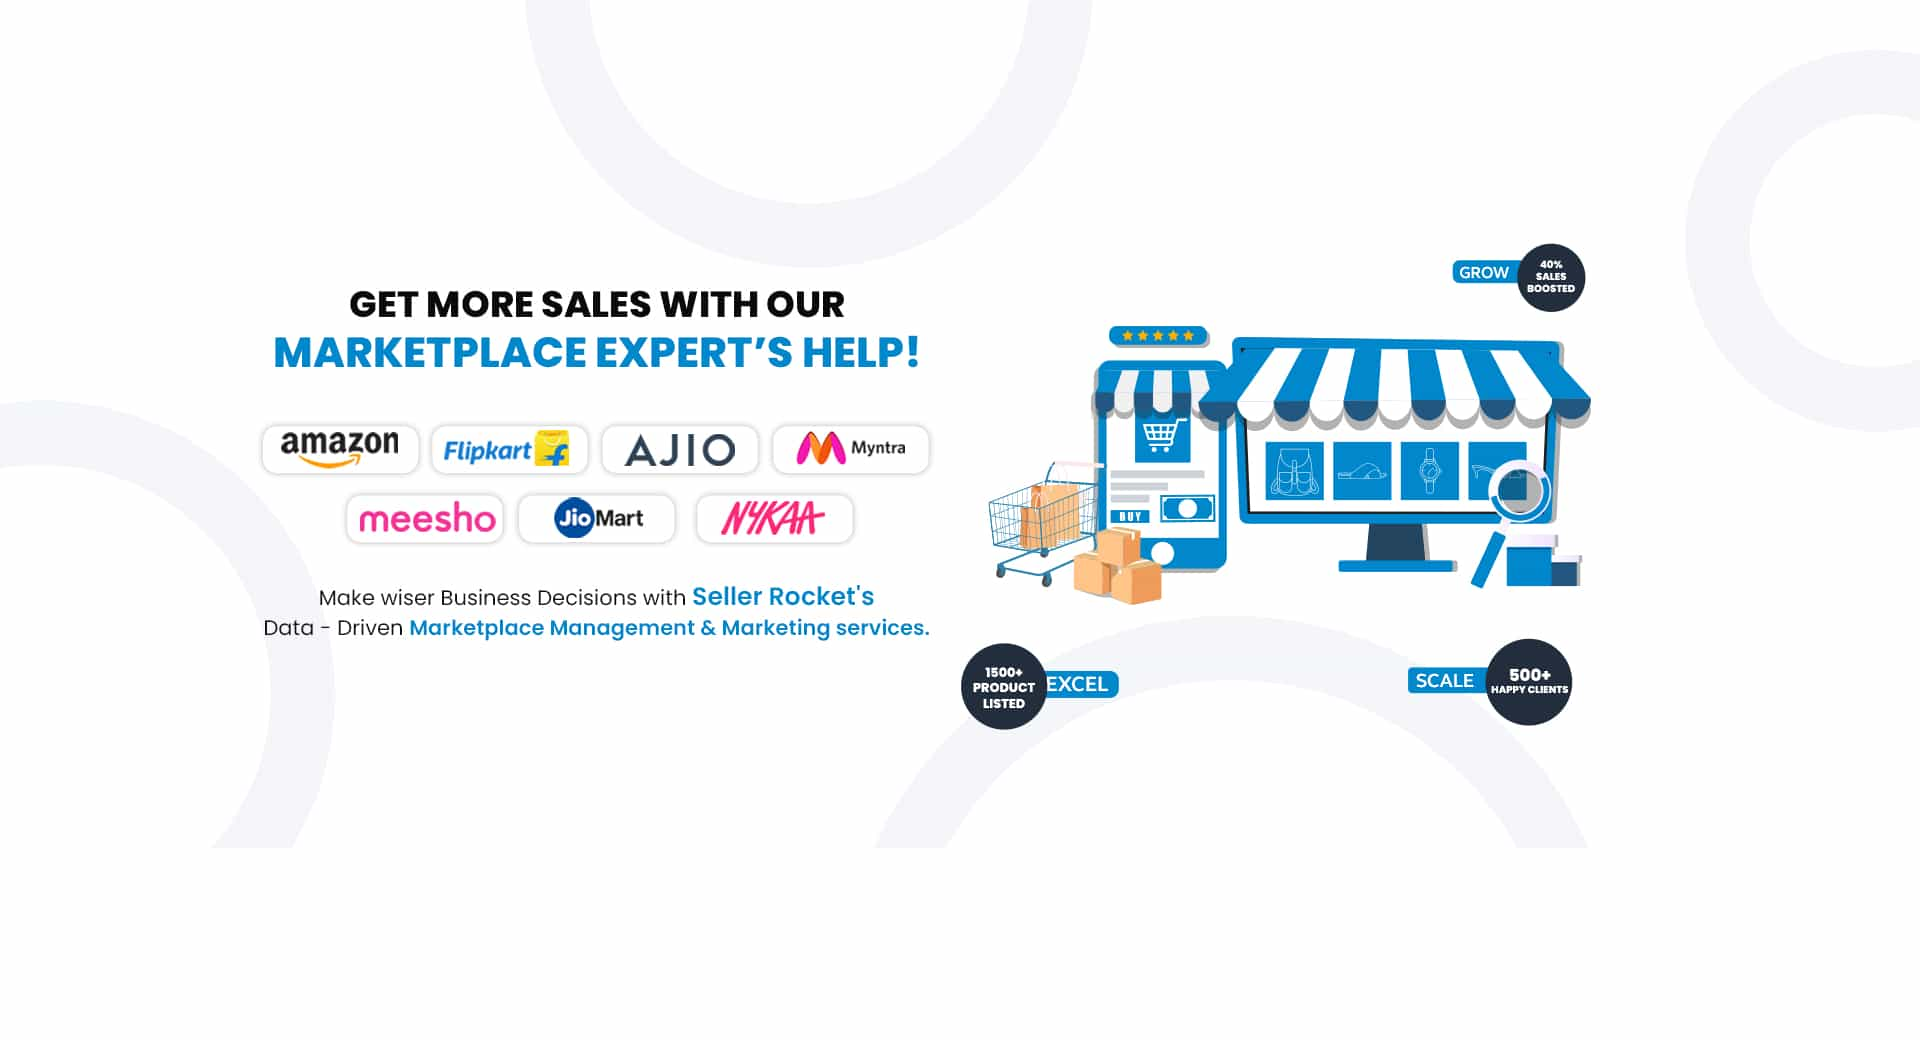 GET MORE SALES WITH OUR
MARKETPLACE EXPERT’S HELP!
amazon
Flipkart
AJIO
Myntra
meesho
JioMart
NYKAA
Make wiser Business Decisions with Seller Rocket's
Data - Driven Marketplace Management & Marketing services.
GROW
40%
SALES
BOOSTED
BUY
1500+
PRODUCT
LISTED
EXCEL
SCALE
500+
HAPPY CLIENTS